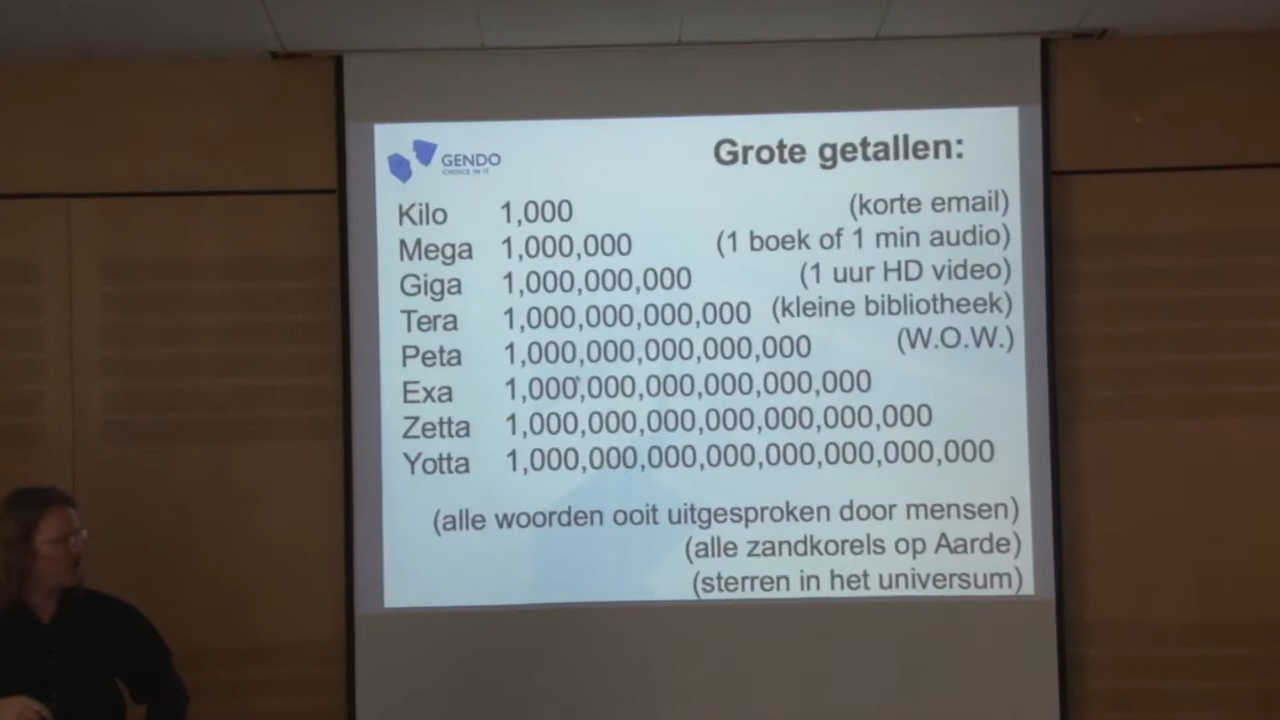 GENDO
CHOICE IN IT
Grote getallen:
Kilo 1,000 (korte email)
Mega 1,000,000 (1 boek of 1 min audio)
Giga 1,000,000,000 (1 uur HD video)
Tera 1,000,000,000,000 (kleine bibliotheek)
Peta 1,000,000,000,000,000 (W.O.W.)
Exa 1,000,000,000,000,000,000
Zetta 1,000,000,000,000,000,000,000
Yotta 1,000,000,000,000,000,000,000,000
(alle woorden ooit uitgesproken door mensen)
(alle zandkorels op Aarde)
(sterren in het universum)